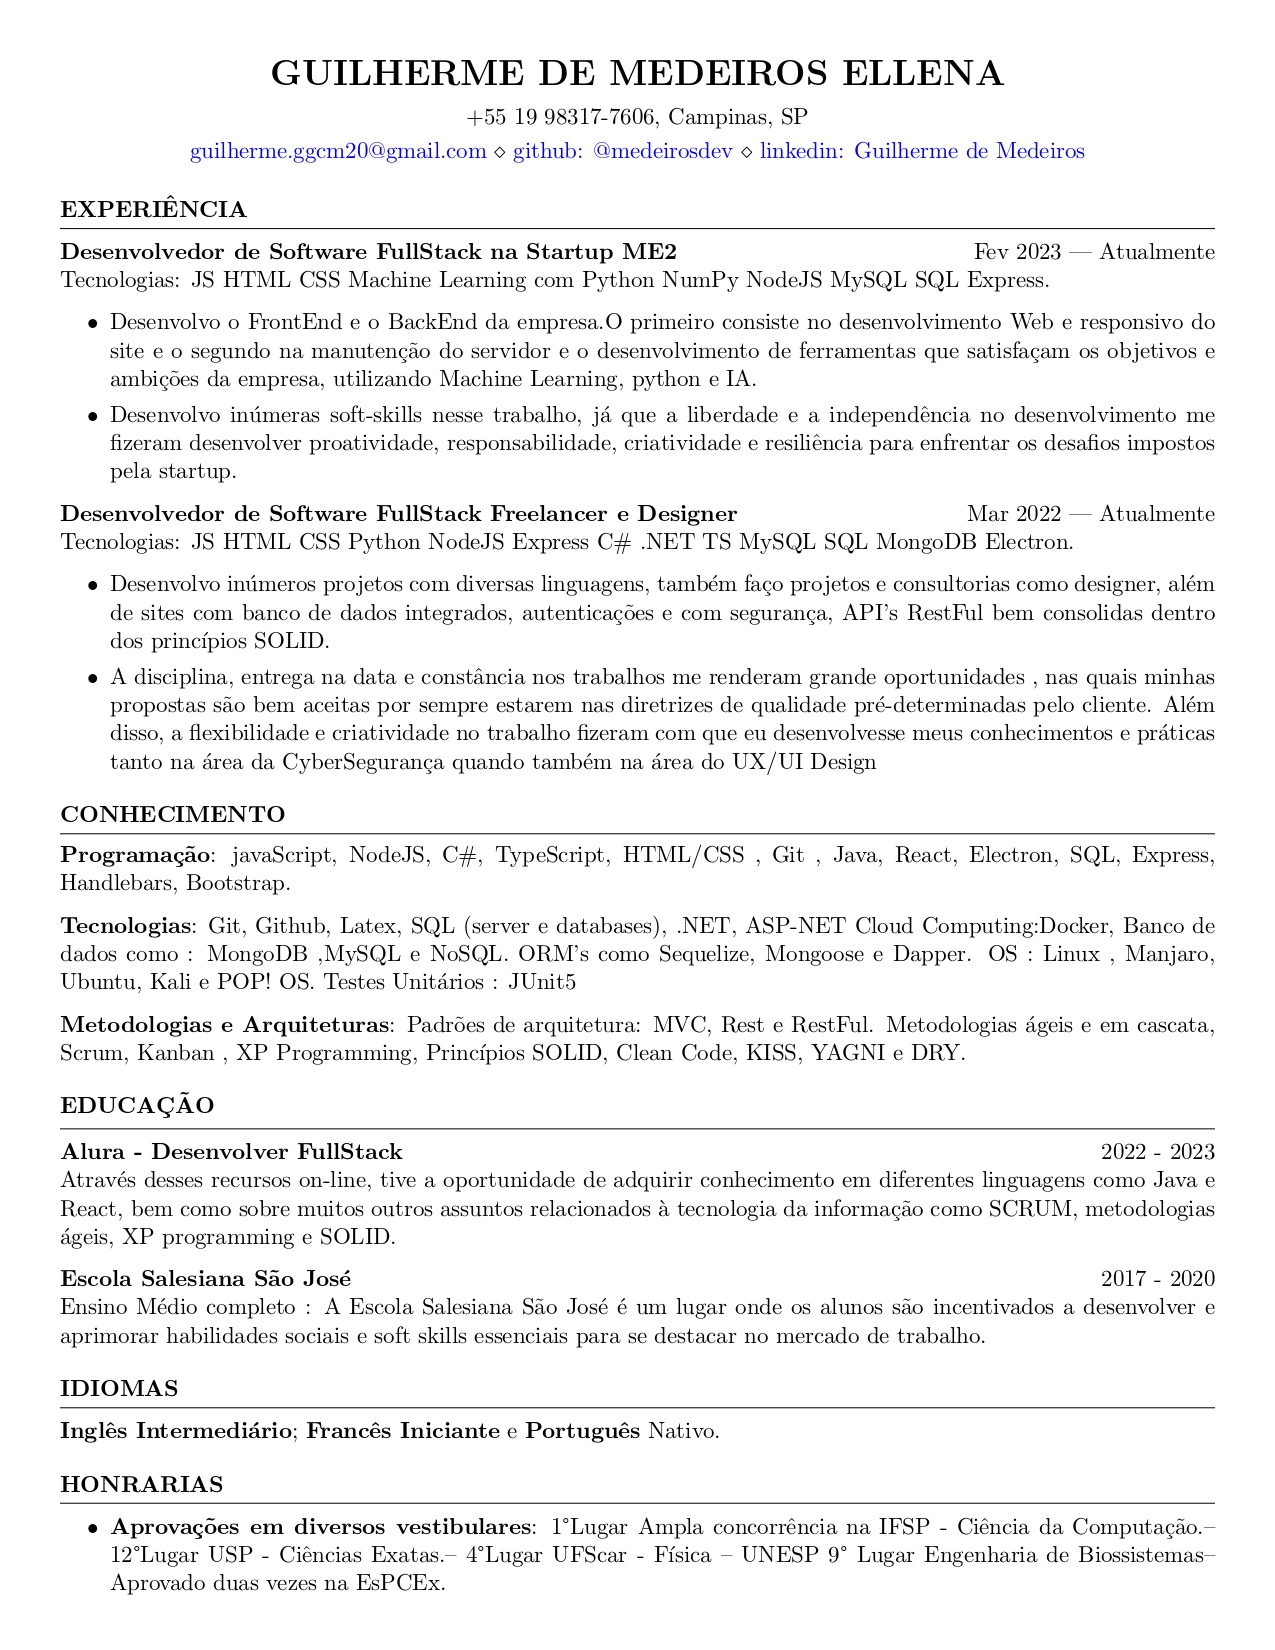 GUILHERME DE MEDEIROS ELLENA
+55 19 98317-7606, Campinas, SP
guilherme.ggcm20@gmail.com ⋄ github: @medeirosdev ⋄ linkedin: Guilherme de Medeiros
EXPERIÊNCIA
Desenvolvedor de Software FullStack na Startup ME2 Fev 2023 — Atualmente
Tecnologias: JS HTML CSS Machine Learning com Python NumPy NodeJS MySQL SQL Express.
• Desenvolvo o FrontEnd e o BackEnd da empresa.O primeiro consiste no desenvolvimento Web e responsivo do
site e o segundo na manutenção do servidor e o desenvolvimento de ferramentas que satisfaçam os objetivos e
ambições da empresa, utilizando Machine Learning, python e IA.
• Desenvolvo inúmeras soft-skills nesse trabalho, já que a liberdade e a independência no desenvolvimento me
fizeram desenvolver proatividade, responsabilidade, criatividade e resiliência para enfrentar os desafios impostos
pela startup.
Desenvolvedor de Software FullStack Freelancer e Designer Mar 2022 — Atualmente
Tecnologias: JS HTML CSS Python NodeJS Express C# .NET TS MySQL SQL MongoDB Electron.
• Desenvolvo inúmeros projetos com diversas linguagens, também faço projetos e consultorias como designer, além
de sites com banco de dados integrados, autenticações e com segurança, API's RestFul bem consolidas dentro
dos princípios SOLID.
• A disciplina, entrega na data e constância nos trabalhos me renderam grande oportunidades , nas quais minhas
propostas são bem aceitas por sempre estarem nas diretrizes de qualidade pré-determinadas pelo cliente. Além
disso, a flexibilidade e criatividade no trabalho fizeram com que eu desenvolvesse meus conhecimentos e práticas
tanto na área da CyberSegurança quando também na área do UX/UI Design
CONHECIMENTO
Programação: javaScript, NodeJS, C#, TypeScript, HTML/CSS , Git , Java, React, Electron, SQL, Express,
Handlebars, Bootstrap.
Tecnologias: Git, Github, Latex, SQL (server e databases), .NET, ASP-NET Cloud Computing:Docker, Banco de
dados como : MongoDB ,MySQL e NoSQL. ORM's como Sequelize, Mongoose e Dapper. OS : Linux , Manjaro,
Ubuntu, Kali e POP! OS. Testes Unitários : JUnit5
Metodologias e Arquiteturas: Padrões de arquitetura: MVC, Rest e RestFul. Metodologias ágeis e em cascata,
Scrum, Kanban , XP Programming, Princípios SOLID, Clean Code, KISS, YAGNI e DRY.
EDUCAÇÃO
Alura - Desenvolver FullStack 2022 - 2023
Através desses recursos on-line, tive a oportunidade de adquirir conhecimento em diferentes linguagens como Java e
React, bem como sobre muitos outros assuntos relacionados à tecnologia da informação como SCRUM, metodologias
ágeis, XP programming e SOLID.
Escola Salesiana São José 2017 - 2020
Ensino Médio completo : A Escola Salesiana São José é um lugar onde os alunos são incentivados a desenvolver e
aprimorar habilidades sociais e soft skills essenciais para se destacar no mercado de trabalho.
IDIOMAS
Inglês Intermediário; Francês Iniciante e Português Nativo.
HONRARIAS
• Aprovações em diversos vestibulares: 1°Lugar Ampla concorrência na IFSP - Ciência da Computação.–
12°Lugar USP - Ciências Exatas.– 4°Lugar UFScar - Física – UNESP 9° Lugar Engenharia de Biossistemas–
Aprovado duas vezes na EsPCEx.